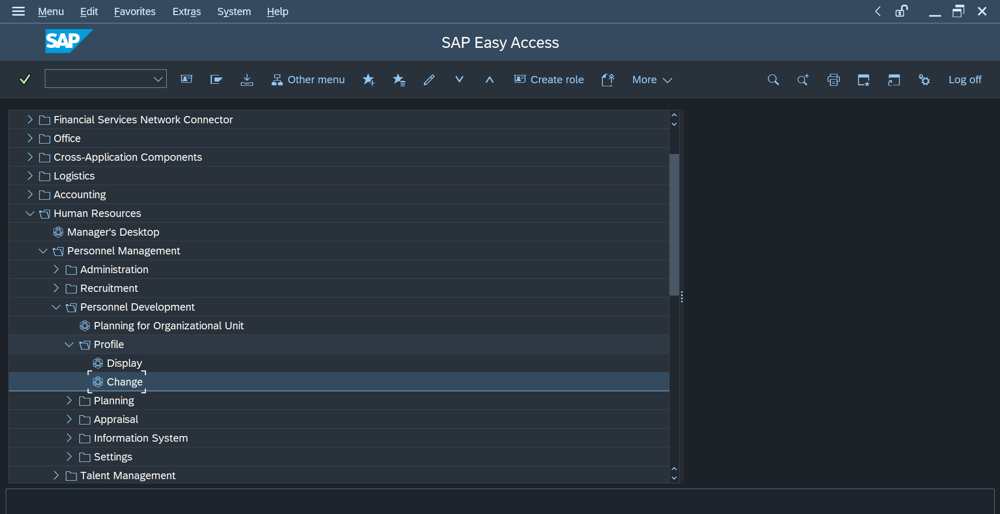 Menu Edit Favorites Extras System Help
SAP SAP Easy Access
Other menu Create role More Log off
Financial Services Network Connector
Office
Cross-Application Components
Logistics
Accounting
Human Resources
Manager's Desktop
Personnel Management
Administration
Recruitment
Personnel Development
Planning for Organizational Unit
Profile
Display
Change
Planning
Appraisal
Information System
Settings
Talent Management